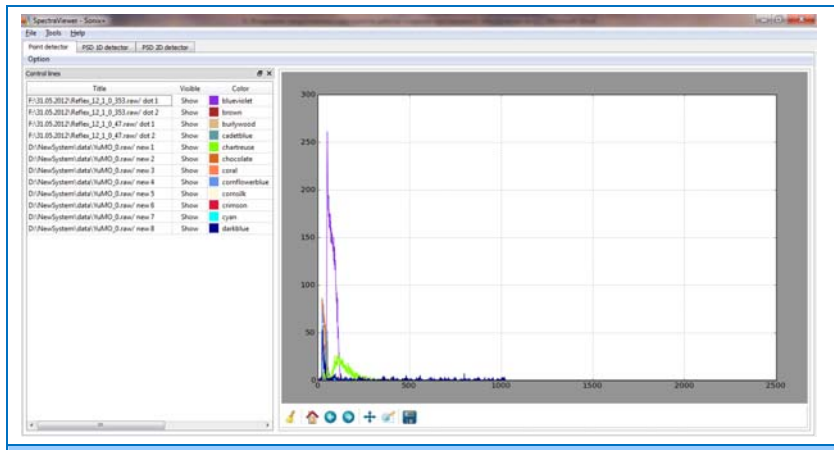 SpectraViewer - Sonix+
File Tools Help
Point detector PSD 1D detector PSD 2D detector
Option
Control lines
Title Visible Color
F:\31.05.2012\Reflex_12_1_0_353.raw/ dot 1 Show blueviolet
F:\31.05.2012\Reflex_12_1_0_353.raw/ dot 2 Show brown
F:\31.05.2012\Reflex_12_1_0_47.raw/ dot 1 Show burlywood
F:\31.05.2012\Reflex_12_1_0_47.raw/ dot 2 Show cadetblue
D:\NewSystem\data\YuMO_0.raw/ new 1 Show chartreuse
D:\NewSystem\data\YuMO_0.raw/ new 2 Show chocolate
D:\NewSystem\data\YuMO_0.raw/ new 3 Show coral
D:\NewSystem\data\YuMO_0.raw/ new 4 Show cornflowerblue
D:\NewSystem\data\YuMO_0.raw/ new 5 Show cornsilk
D:\NewSystem\data\YuMO_0.raw/ new 6 Show crimson
D:\NewSystem\data\YuMO_0.raw/ new 7 Show cyan
D:\NewSystem\data\YuMO_0.raw/ new 8 Show darkblue
300
250
200
150
100
50
0
0 500 1000 1500 2000 2500